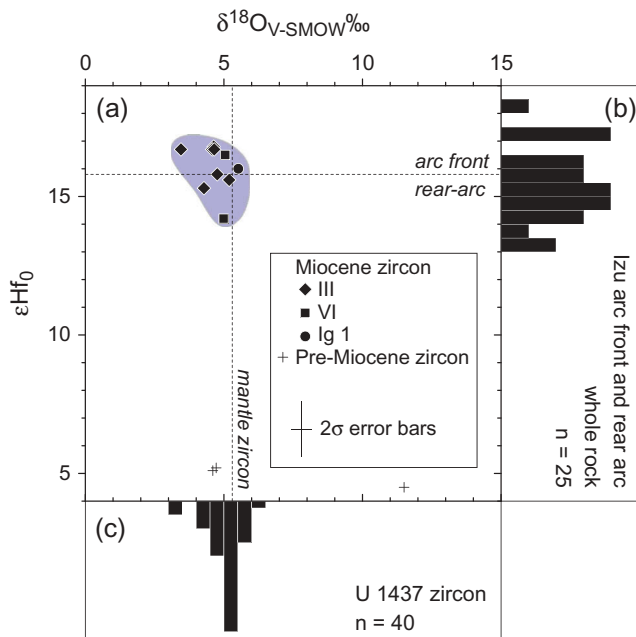 δ18OV-SMOW‰
0 5 10 15
(a)
(b)
arc front
rear-arc
15
10
5
εHf0
Miocene zircon
III
VI
Ig 1
Pre-Miocene zircon
2σ error bars
mantle zircon
Izu arc front and rear arc
whole rock
n = 25
(c)
U 1437 zircon
n = 40